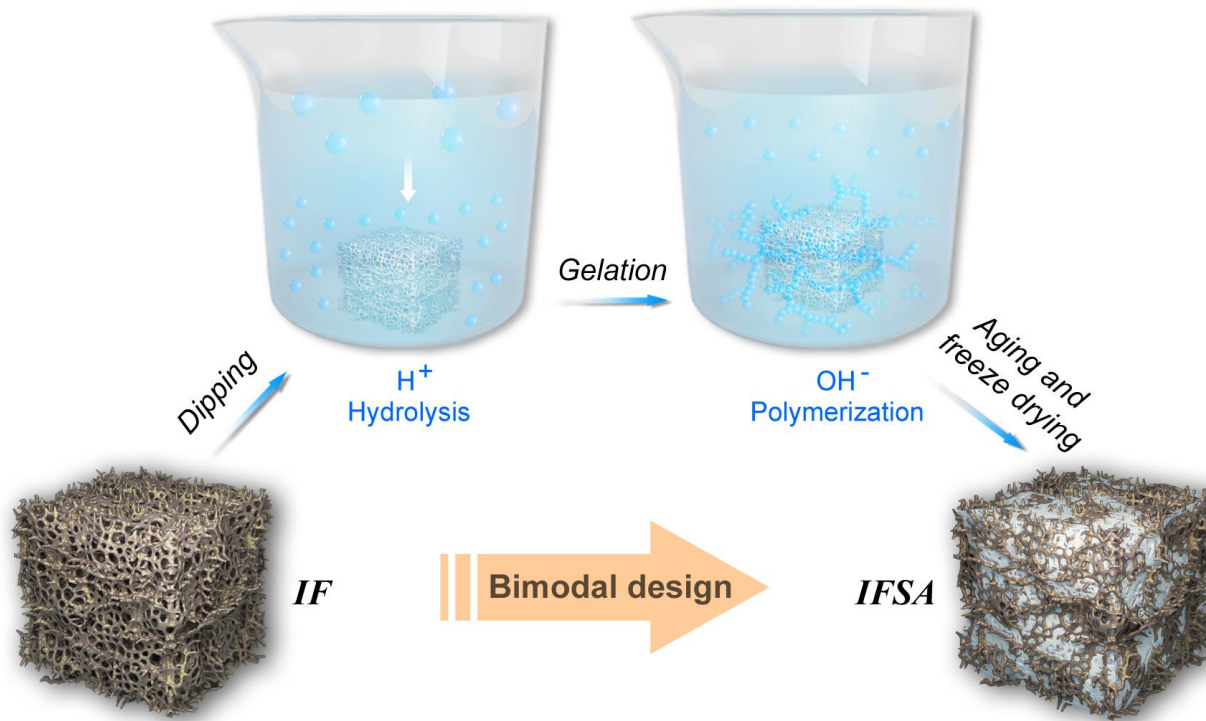 Gelation
Dipping
H⁺
Hydrolysis
OH⁻
Polymerization
Aging and
freeze drying
IF
Bimodal design
IFSA